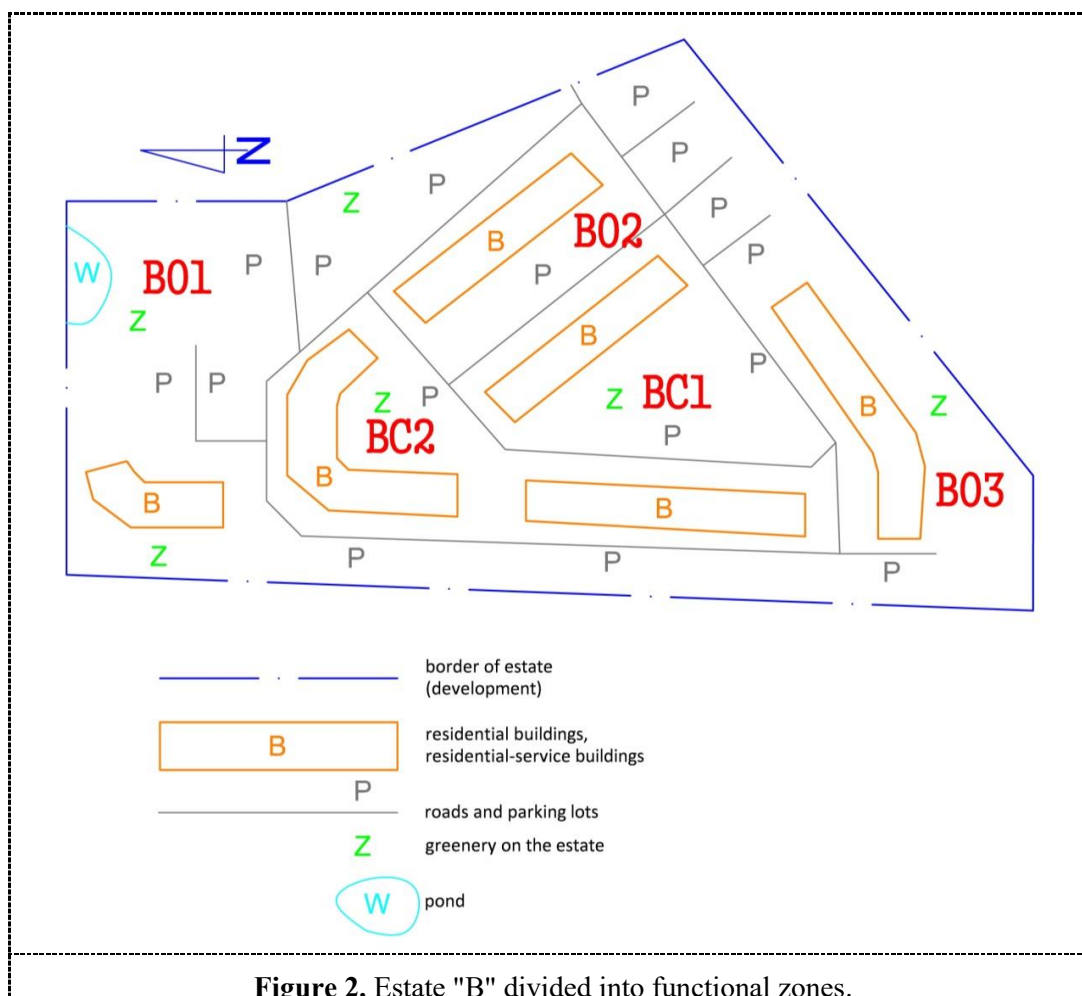 P
P
N
P
Z
P
B02
B
P
W
B01
P
P
P
Z
B
P
P
P
Z
P
BC2
Z
BC1
P
B
Z
B
B
B
B03
Z
P
P
P
border of estate
(development)
B
residential buildings,
residential-service buildings
P
roads and parking lots
Z
greenery on the estate
W
pond
Figure 2. Estate "B" divided into functional zones.